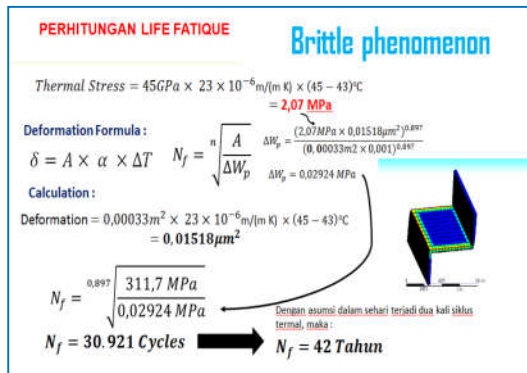 PERHITUNGAN LIFE FATIQUE
Brittle phenomenon
Thermal Stress = 45GPa × 23 × 10⁻⁶m/(m K) × (45 − 43)°C
= 2,07 MPa
Deformation Formula :
δ = A × α × ΔT
N_f = ⁿ√(A / ΔW_p)
ΔW_p = (2,07MPa x 0,01518μm²)^0.897 / (0,00033m2 x 0,001)^0,897
ΔW_p = 0,02924 MPa
Calculation :
Deformation = 0,00033m² × 23 × 10⁻⁶m/(m K) × (45 − 43)°C
= 0,01518μm²
N_f = ⁰,⁸⁹⁷√(311,7 MPa / 0,02924 MPa)
N_f = 30.921 Cycles
Dengan asumsi dalam sehari terjadi dua kali siklus
termal, maka :
N_f = 42 Tahun